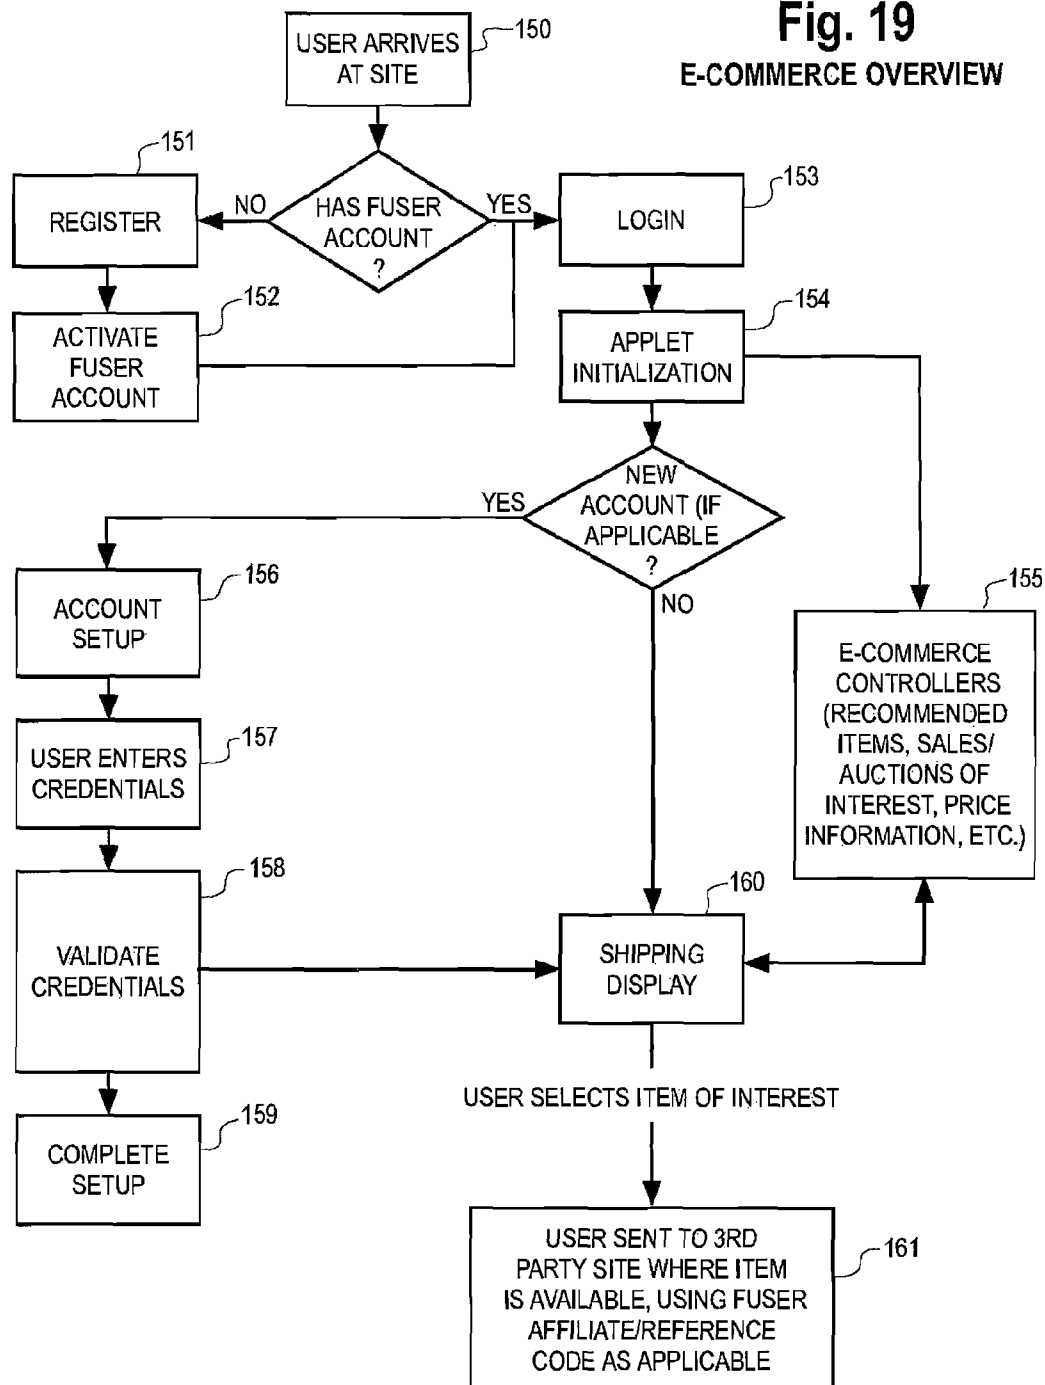 Fig. 19
E-COMMERCE OVERVIEW
150
USER ARRIVES
AT SITE
151
REGISTER
NO
HAS FUSER
ACCOUNT
?
YES
153
LOGIN
152
ACTIVATE
FUSER
ACCOUNT
154
APPLET
INITIALIZATION
NEW
ACCOUNT (IF
APPLICABLE
?
YES
NO
156
ACCOUNT
SETUP
155
E-COMMERCE
CONTROLLERS
(RECOMMENDED
ITEMS, SALES/
AUCTIONS OF
INTEREST, PRICE
INFORMATION, ETC.)
157
USER ENTERS
CREDENTIALS
158
VALIDATE
CREDENTIALS
160
SHIPPING
DISPLAY
159
COMPLETE
SETUP
USER SELECTS ITEM OF INTEREST
161
USER SENT TO 3RD
PARTY SITE WHERE ITEM
IS AVAILABLE, USING FUSER
AFFILIATE/REFERENCE
CODE AS APPLICABLE